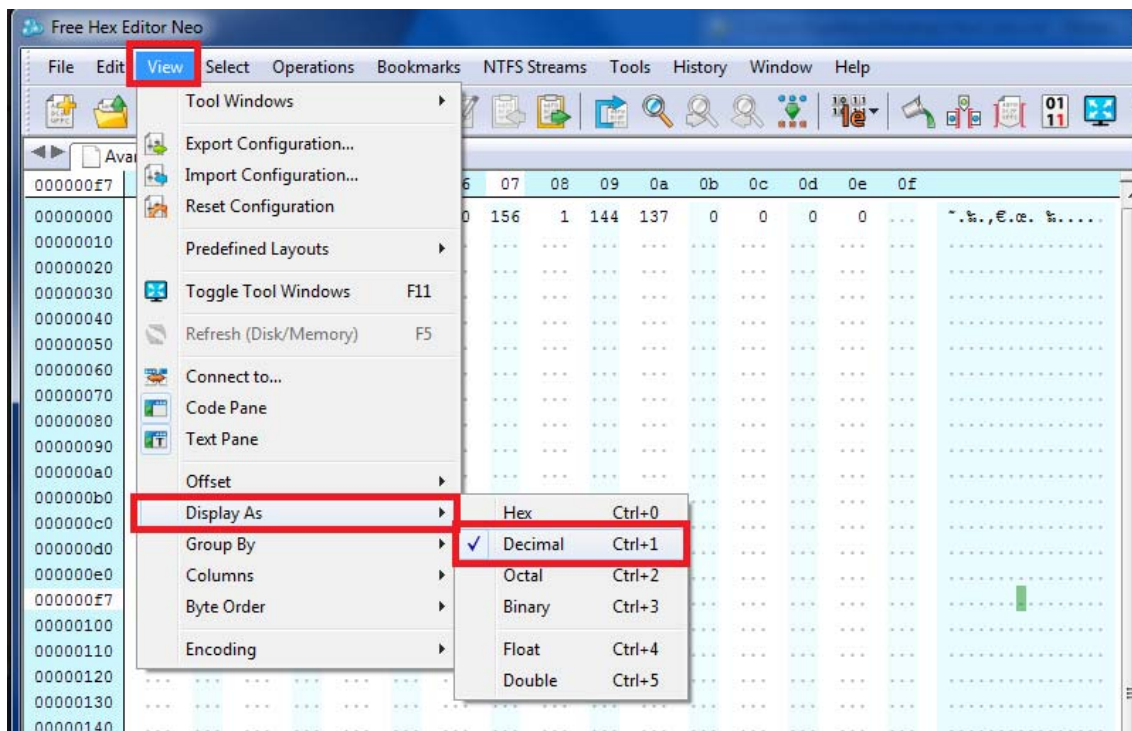 Free Hex Editor Neo
File Edit View Select Operations Bookmarks NTFS Streams Tools History Window Help
Tool Windows
Export Configuration...
Import Configuration...
Reset Configuration
Predefined Layouts
Toggle Tool Windows F11
Refresh (Disk/Memory) F5
Connect to...
Code Pane
Text Pane
Offset
Display As
Group By
Columns
Byte Order
Encoding
Hex Ctrl+0
Decimal Ctrl+1
Octal Ctrl+2
Binary Ctrl+3
Float Ctrl+4
Double Ctrl+5
000000f7 07 08 09 0a 0b 0c 0d 0e 0f
00000000 156 1 144 137 0 0 0 0 ... ˜.‰.,€.œ. ‰.....
00000010
00000020
00000030
00000040
00000050
00000060
00000070
00000080
00000090
000000a0
000000b0
000000c0
000000d0
000000e0
000000f7
00000100
00000110
00000120
00000130
00000140